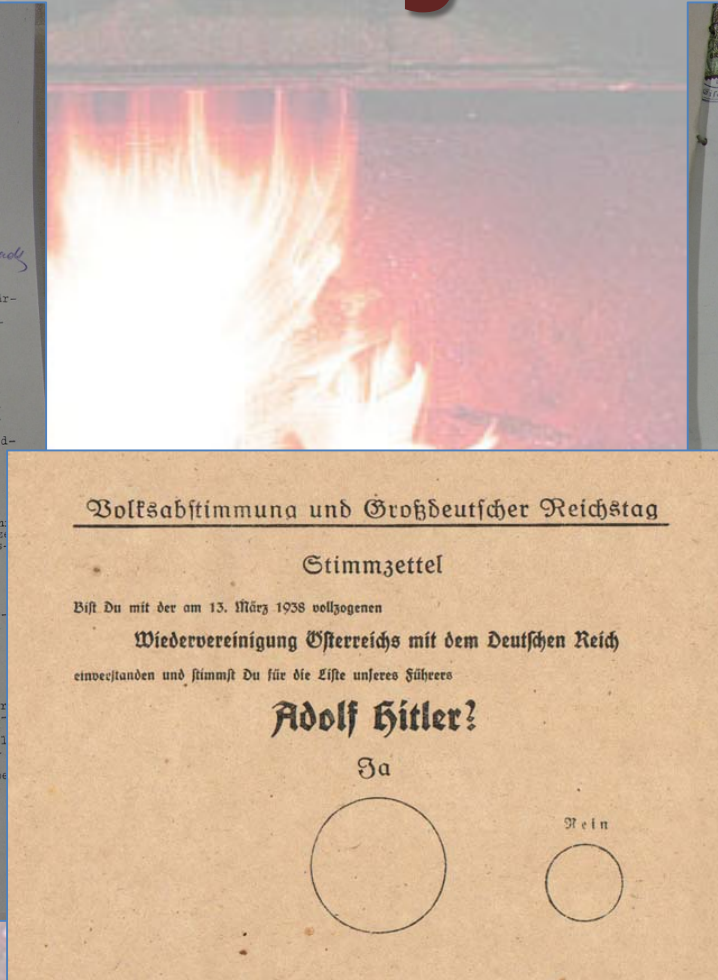 Volksabstimmung und Großdeutscher Reichstag
Stimmzettel
Bist Du mit der am 13. März 1938 vollzogenen
Wiedervereinigung Österreichs mit dem Deutschen Reich
einverstanden und stimmst Du für die Liste unseres Führers
Adolf Hitler?
Ja
Nein